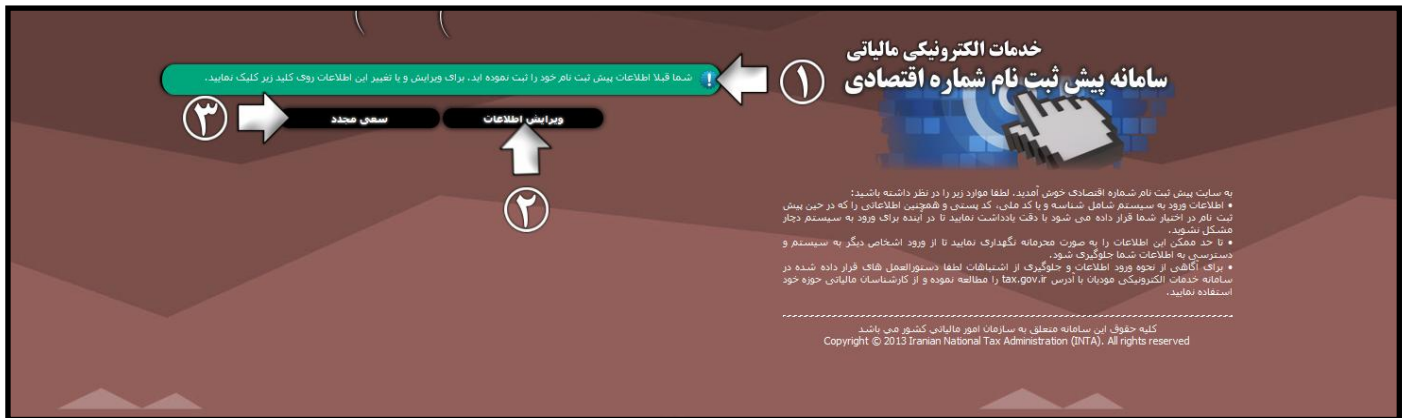 خدمات الکترونیکی مالیاتی
سامانه پیش ثبت نام شماره اقتصادی
۱
شما قبلا اطلاعات پیش ثبت نام خود را ثبت نموده اید، برای ویرایش و یا تغییر این اطلاعات روی کلید زیر کلیک نمایید.
ویرایش اطلاعات
سعی مجدد
۳
۲
به سایت پیش ثبت نام شماره اقتصادی خوش آمدید. لطفا موارد زیر را در نظر داشته باشید:
• اطلاعات ورود به سیستم شامل شناسه و یا کد ملی، کد پستی و همچنین اطلاعاتی را که در حین پیش
ثبت نام در اختیار شما قرار داده می شود با دقت یادداشت نمایید تا در آینده برای ورود به سیستم دچار
مشکل نشوید.
• تا حد ممکن این اطلاعات را به صورت محرمانه نگهداری نمایید تا از ورود اشخاص دیگر به سیستم و
دسترسی به اطلاعات شما جلوگیری شود.
• برای آگاهی از نحوه ورود اطلاعات و جلوگیری از اشتباهات لطفا دستورالعمل های قرار داده شده در
سامانه خدمات الکترونیکی مودیان با آدرس tax.gov.ir را مطالعه نموده و از کارشناسان مالیاتی حوزه خود
استفاده نمایید.
کلیه حقوق این سامانه متعلق به سازمان امور مالیاتی کشور می باشد
Copyright © 2013 Iranian National Tax Administration (INTA). All rights reserved